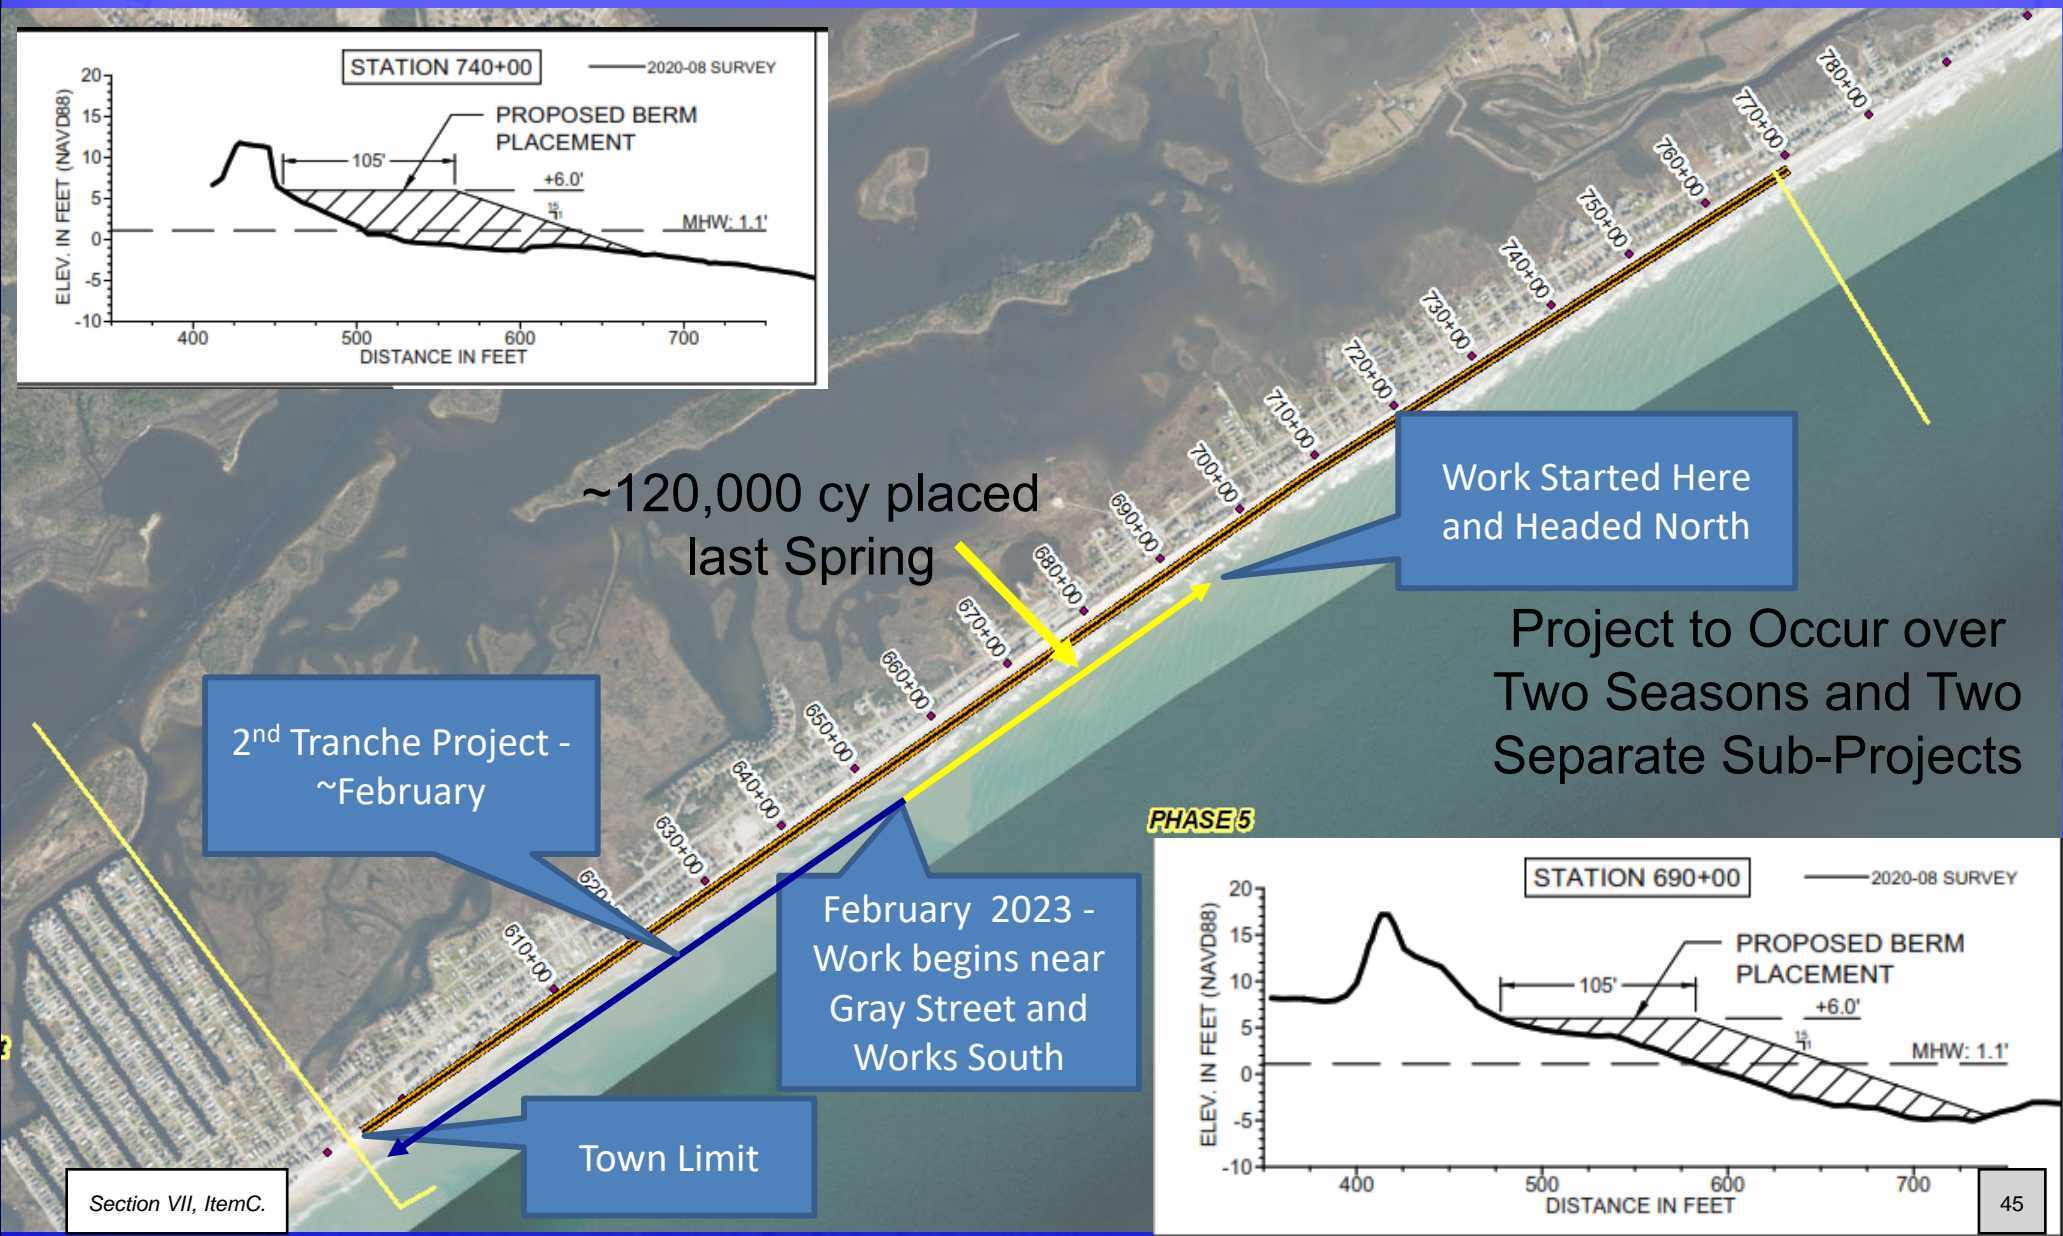 STATION 740+00
2020-08 SURVEY
PROPOSED BERM
PLACEMENT
105'
+6.0'
15
1
MHW: 1.1'
ELEV. IN FEET (NAVD88)
20
15
10
5
0
-5
-10
400
500
600
700
DISTANCE IN FEET
780+00
770+00
760+00
750+00
740+00
730+00
720+00
710+00
700+00
690+00
680+00
670+00
660+00
650+00
640+00
630+00
620
610+00
~120,000 cy placed
last Spring
Work Started Here
and Headed North
Project to Occur over
Two Seasons and Two
Separate Sub-Projects
2nd Tranche Project -
~February
February 2023 -
Work begins near
Gray Street and
Works South
Town Limit
PHASE 5
STATION 690+00
2020-08 SURVEY
PROPOSED BERM
PLACEMENT
105'
+6.0'
15
1
MHW: 1.1'
ELEV. IN FEET (NAVD88)
20
15
10
5
0
-5
-10
400
500
600
700
DISTANCE IN FEET
Section VII, ItemC.
45